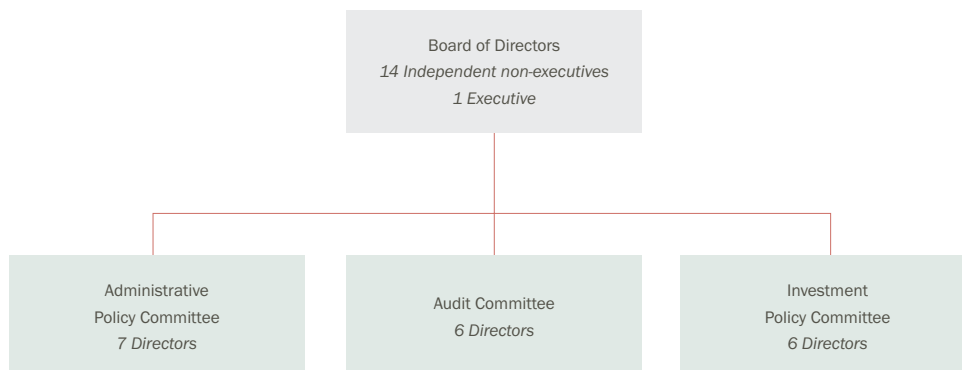 Board of Directors
14 Independent non-executives
1 Executive
Administrative
Policy Committee
7 Directors
Audit Committee
6 Directors
Investment
Policy Committee
6 Directors